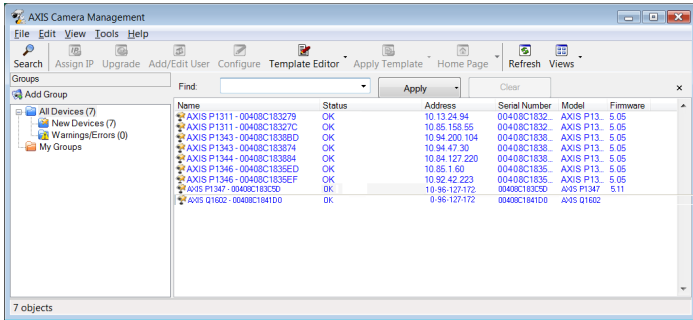 AXIS Camera Management
File Edit View Tools Help
Search Assign IP Upgrade Add/Edit User Configure Template Editor Apply Template Home Page Refresh Views
Groups
Add Group
All Devices (7)
New Devices (7)
Warnings/Errors (0)
My Groups
Find: Apply Clear x
Name Status Address Serial Number Model Firmware
AXIS P1311 - 00408C183279 OK 10.13.24.94 00408C1832... AXIS P13... 5.05
AXIS P1311 - 00408C18327C OK 10.85.158.55 00408C1832... AXIS P13... 5.05
AXIS P1343 - 00408C1838BD OK 10.94.200.104 00408C1838... AXIS P13... 5.05
AXIS P1343 - 00408C183874 OK 10.94.47.30 00408C1838... AXIS P13... 5.05
AXIS P1344 - 00408C183884 OK 10.84.127.220 00408C1838... AXIS P13... 5.05
AXIS P1346 - 00408C1835ED OK 10.85.1.60 00408C1835... AXIS P13... 5.05
AXIS P1346 - 00408C1835EF OK 10.92.42.223 00408C1835... AXIS P13... 5.05
AXIS P1347 - 00408C183C5D OK 10-96-127-172 00408C183C5D AXIS P1347 5.11
AXIS Q1602 - 00408C1841D0 OK 0-96-127-172 00408C1841D0 AXIS Q1602
7 objects